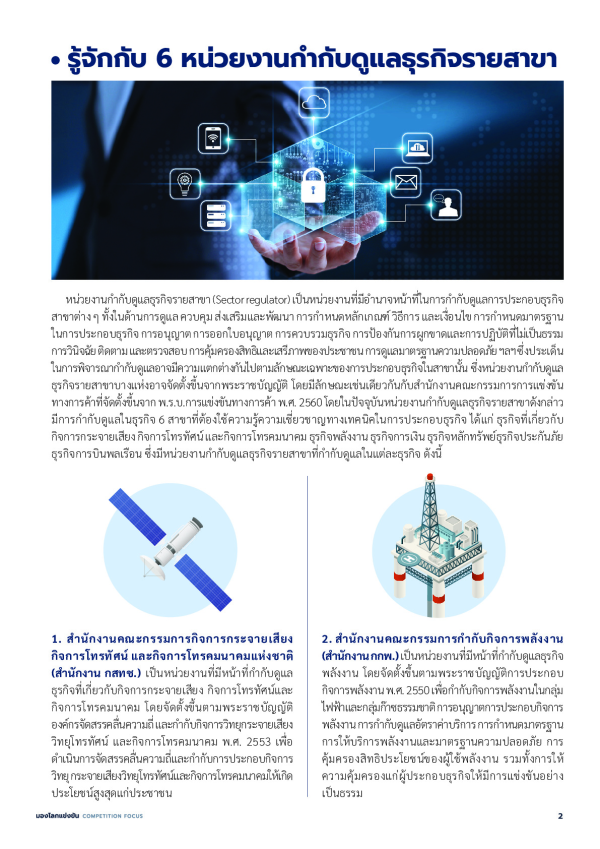 • รู้จักกับ 6 หน่วยงานกำกับดูแลธุรกิจรายสาขา
หน่วยงานกำกับดูแลธุรกิจรายสาขา (Sector regulator) เป็นหน่วยงานที่มีอำนาจหน้าที่ในการกำกับดูแลการประกอบธุรกิจ
สาขาต่าง ๆ ทั้งในด้านการดูแล ควบคุม ส่งเสริมและพัฒนา การกำหนดหลักเกณฑ์ วิธีการ และเงื่อนไข การกำหนดมาตรฐาน
ในการประกอบธุรกิจ การอนุญาต การออกใบอนุญาต การควบรวมธุรกิจ การป้องกันการผูกขาดและการปฏิบัติที่ไม่เป็นธรรม
การวินิจฉัย ติดตาม และตรวจสอบ การคุ้มครองสิทธิและเสรีภาพของประชาชน การดูแลมาตรฐานความปลอดภัย ฯลฯ ซึ่งประเด็น
ในการพิจารณากำกับดูแลอาจมีความแตกต่างกันไปตามลักษณะเฉพาะของการประกอบธุรกิจในสาขานั้น ซึ่งหน่วยงานกำกับดูแล
ธุรกิจรายสาขาบางแห่งอาจจัดตั้งขึ้นจากพระราชบัญญัติ โดยมีลักษณะเช่นเดียวกันกับสำนักงานคณะกรรมการการแข่งขัน
ทางการค้าที่จัดตั้งขึ้นจาก พ.ร.บ.การแข่งขันทางการค้า พ.ศ. 2560 โดยในปัจจุบันหน่วยงานกำกับดูแลธุรกิจรายสาขาดังกล่าว
มีการกำกับดูแลในธุรกิจ 6 สาขาที่ต้องใช้ความรู้ความเชี่ยวชาญทางเทคนิคในการประกอบธุรกิจ ได้แก่ ธุรกิจที่เกี่ยวกับ
กิจการกระจายเสียง กิจการโทรทัศน์ และกิจการโทรคมนาคม ธุรกิจพลังงาน ธุรกิจการเงิน ธุรกิจหลักทรัพย์ธุรกิจประกันภัย
ธุรกิจการบินพลเรือน ซึ่งมีหน่วยงานกำกับดูแลธุรกิจรายสาขาที่กำกับดูแลในแต่ละธุรกิจ ดังนี้
1. สำนักงานคณะกรรมการกิจการกระจายเสียง
กิจการโทรทัศน์ และกิจการโทรคมนาคมแห่งชาติ
(สำนักงาน กสทช.) เป็นหน่วยงานที่มีหน้าที่กำกับดูแล
ธุรกิจที่เกี่ยวกับกิจการกระจายเสียง กิจการโทรทัศน์และ
กิจการโทรคมนาคม โดยจัดตั้งขึ้นตามพระราชบัญญัติ
องค์กรจัดสรรคลื่นความถี่ และกำกับกิจการวิทยุกระจายเสียง
วิทยุโทรทัศน์ และกิจการโทรคมนาคม พ.ศ. 2553 เพื่อ
ดำเนินการจัดสรรคลื่นความถี่และกำกับการประกอบกิจการ
วิทยุ กระจายเสียงวิทยุโทรทัศน์และกิจการโทรคมนาคมให้เกิด
ประโยชน์สูงสุดแก่ประชาชน
2. สำนักงานคณะกรรมการกำกับกิจการพลังงาน
(สำนักงาน กกพ.) เป็นหน่วยงานที่มีหน้าที่กำกับดูแลธุรกิจ
พลังงาน โดยจัดตั้งขึ้นตามพระราชบัญญัติการประกอบ
กิจการพลังงาน พ.ศ. 2550 เพื่อกำกับกิจการพลังงานในกลุ่ม
ไฟฟ้าและกลุ่มก๊าซธรรมชาติ การอนุญาตการประกอบกิจการ
พลังงาน การกำกับดูแลอัตราค่าบริการ การกำหนดมาตรฐาน
การให้บริการพลังงานและมาตรฐานความปลอดภัย การ
คุ้มครองสิทธิประโยชน์ของผู้ใช้พลังงาน รวมทั้งการให้
ความคุ้มครองแก่ผู้ประกอบธุรกิจให้มีการแข่งขันอย่าง
เป็นธรรม
มองโลกแข่งขัน COMPETITION FOCUS
2